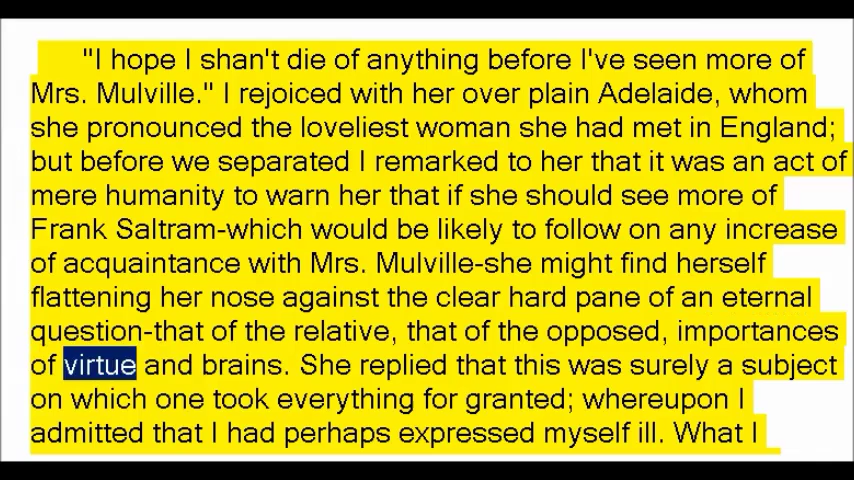 "I hope I shan't die of anything before I've seen more of
Mrs. Mulville." I rejoiced with her over plain Adelaide, whom
she pronounced the loveliest woman she had met in England;
but before we separated I remarked to her that it was an act of
mere humanity to warn her that if she should see more of
Frank Saltram-which would be likely to follow on any increase
of acquaintance with Mrs. Mulville-she might find herself
flattening her nose against the clear hard pane of an eternal
question-that of the relative, that of the opposed, importances
of virtue and brains. She replied that this was surely a subject
on which one took everything for granted; whereupon I
admitted that I had perhaps expressed myself ill. What I